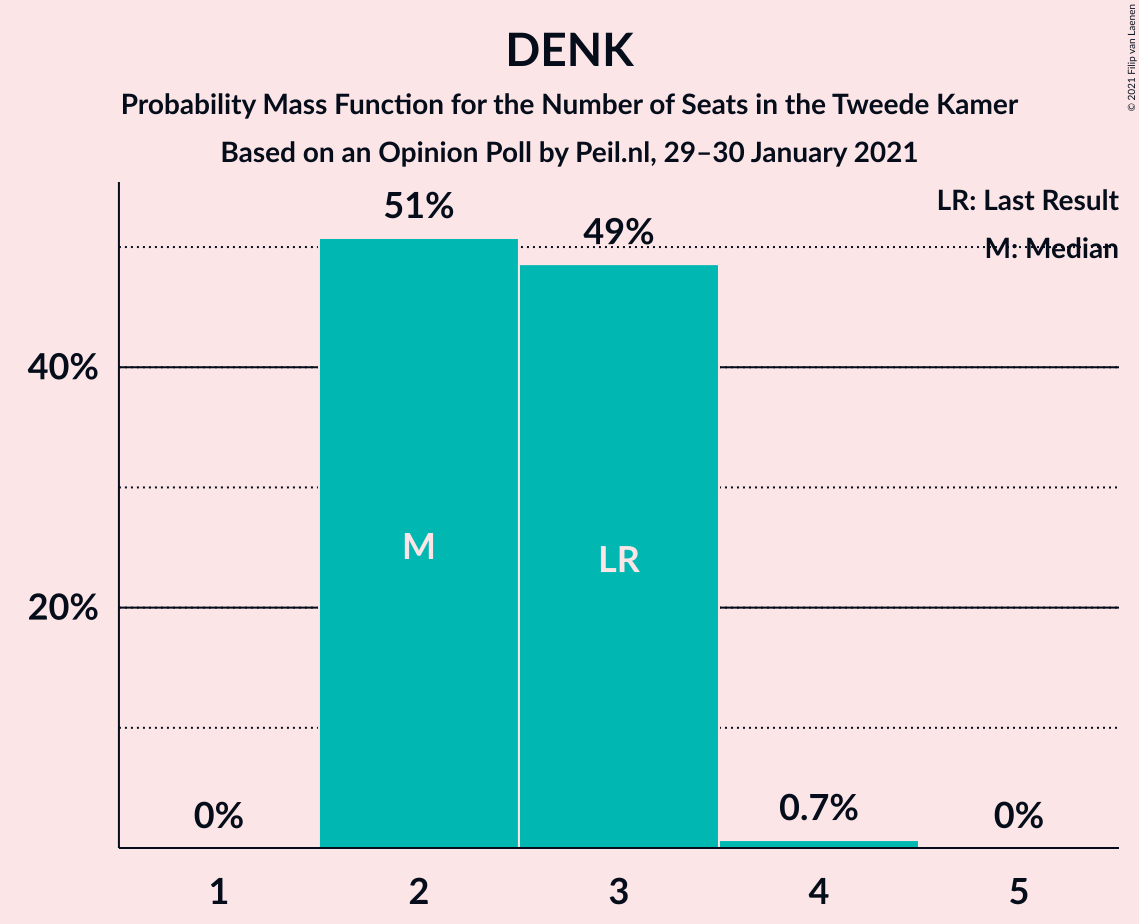 DENK
Probability Mass Function for the Number of Seats in the Tweede Kamer
Based on an Opinion Poll by Peil.nl, 29–30 January 2021
© 2021 Filip van Laenen
LR: Last Result
M: Median
51%
49%
40%
20%
M
LR
0%
0.7%
0%
1
2
3
4
5